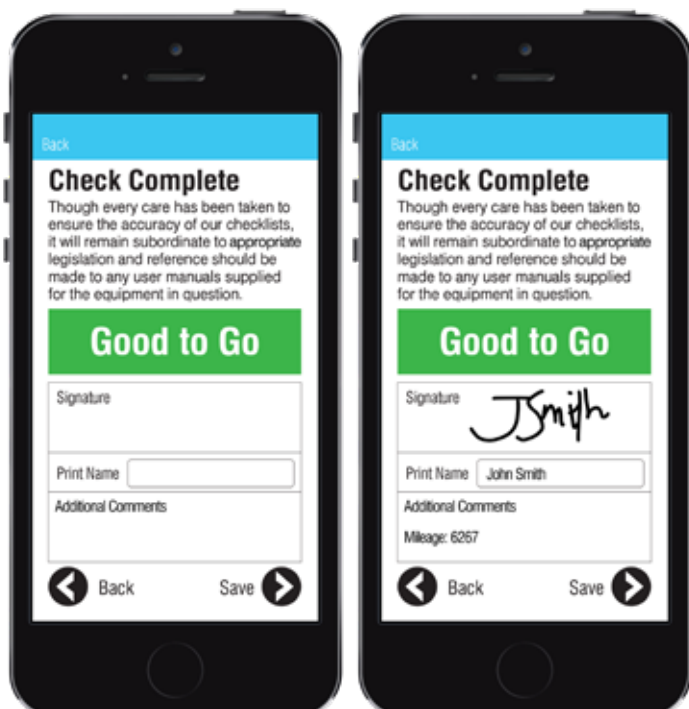 Back
Check Complete
Though every care has been taken to
ensure the accuracy of our checklists,
it will remain subordinate to appropriate
legislation and reference should be
made to any user manuals supplied
for the equipment in question.
Good to Go
Signature
Print Name
Additional Comments
Back Save
Back
Check Complete
Though every care has been taken to
ensure the accuracy of our checklists,
it will remain subordinate to appropriate
legislation and reference should be
made to any user manuals supplied
for the equipment in question.
Good to Go
Signature JSmith
Print Name John Smith
Additional Comments
Mileage: 6267
Back Save